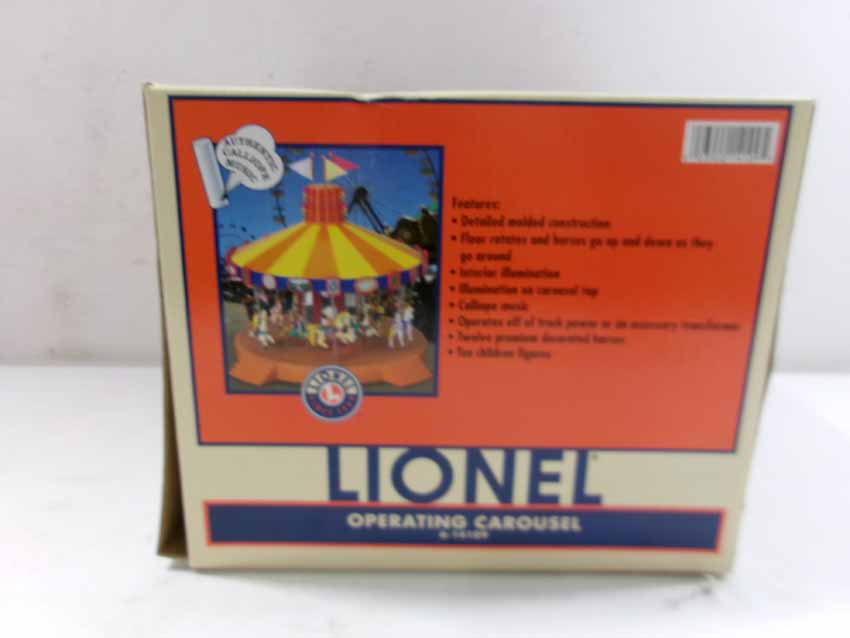 AUTHENTIC
CALLIOPE
MUSIC
Features:
• Detailed molded construction
• Floor rotates and horses go up and down as they
go around
• Interior illumination
• Illumination on carousel top
• Calliope music
• Operates off of track power or an accessory transformer
• Twelve premium decorated horses
• Ten children figures
LIONEL
LIONEL
OPERATING CAROUSEL